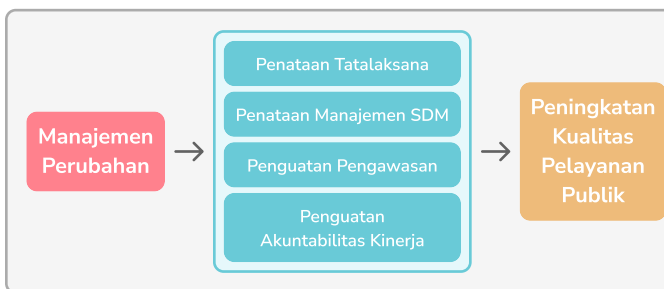 Manajemen
Perubahan
Penataan Tatalaksana
Penataan Manajemen SDM
Penguatan Pengawasan
Penguatan
Akuntabilitas Kinerja
Peningkatan
Kualitas
Pelayanan
Publik